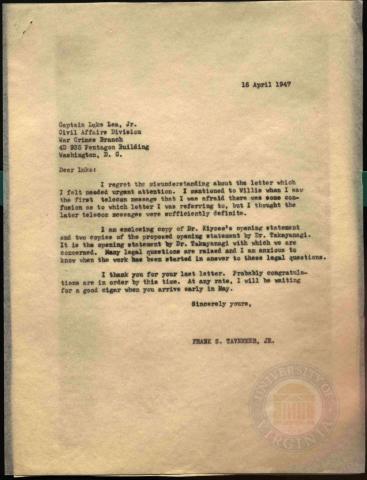 16 April 1947
Captain Luke Lea, Jr.
Civil Affairs Division
War Crimes Branch
4D 938 Pentagon Building
Washington, D. C.
Dear Luke:
I regret the misunderstanding about the letter which
I felt needed urgent attention. I mentioned to Willis when I saw
the first telecon message that I was afraid there was some con-
fusion as to which letter I was referring to, but I thought the
later telecon messages were sufficiently definite.
I am enclosing copy of Dr. Kiyose's opening statement
and two copies of the proposed opening statement by Dr. Takayanagi.
It is the opening statement by Dr. Takayanagi with which we are
concerned. Many legal questions are raised and I am anxious to
know when the work has been started in answer to these legal questions.
I thank you for your last letter. Probably congratula-
tions are in order by this time. At any rate, I will be waiting
for a good cigar when you arrive early in May.
Sincerely yours,
FRANK S. TAVENNER, JR.
UNIVERSITY OF
VIRGINIA